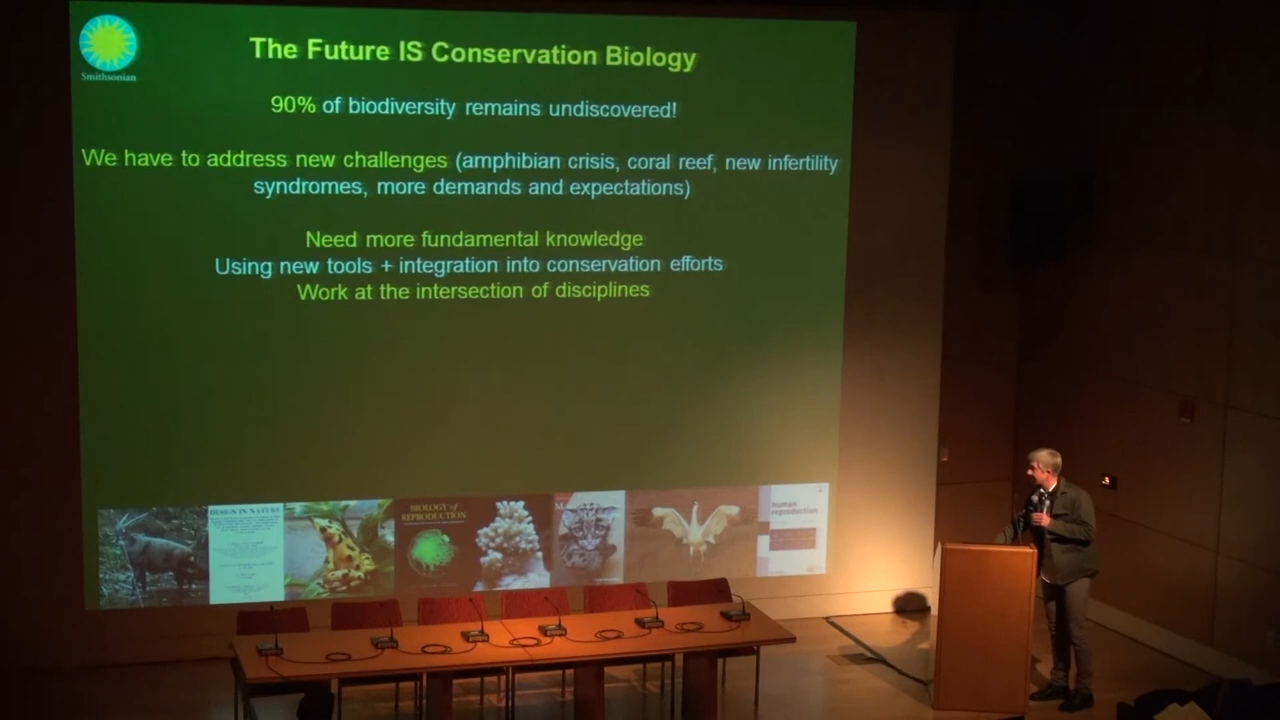 Smithsonian
The Future IS Conservation Biology
90% of biodiversity remains undiscovered!
We have to address new challenges (amphibian crisis, coral reef, new infertility
syndromes, more demands and expectations)
Need more fundamental knowledge
Using new tools + integration into conservation efforts
Work at the intersection of disciplines
DESIGN IN NATURE
BIOLOGY of
REPRODUCTION
human
reproduction